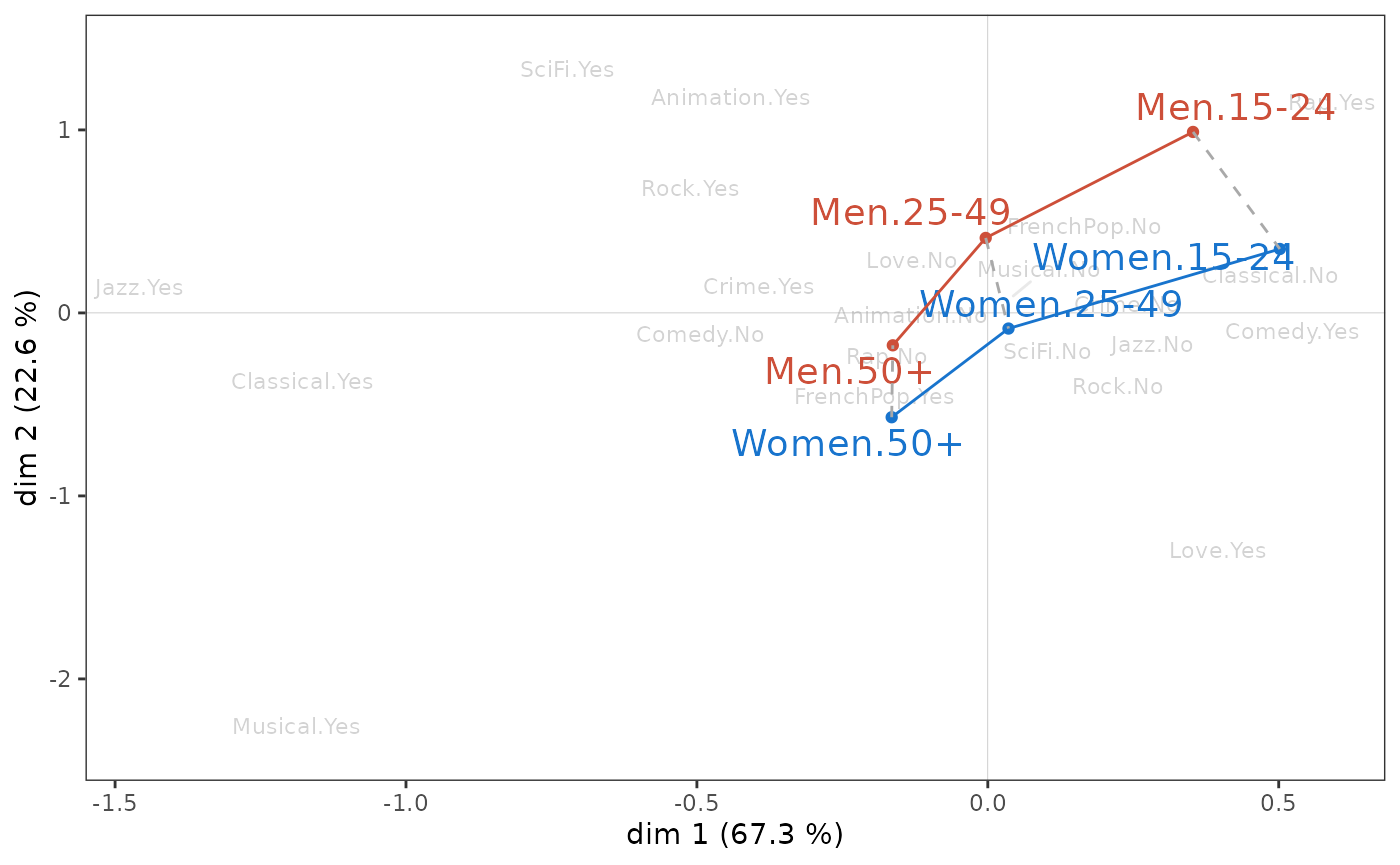 SciFi.Yes
Animation.Yes
Men.15-24
Rap.Yes
1
Rock.Yes
Men.25-49
FrenchPop.No
Love.No
Women.15-24
Musical.No
Classical.No
Jazz.Yes
Crime.Yes
Women.25-49
Crime.No
0
Animation.No
Comedy.No
Comedy.Yes
Rap.No
SciFi.No
Jazz.No
Men.50+
Classical.Yes
Rock.No
FrenchPop.Yes
Women.50+
-1
Love.Yes
-2
Musical.Yes
dim 2 (22.6 %)
-1.5
-1.0
-0.5
0.0
0.5
dim 1 (67.3 %)